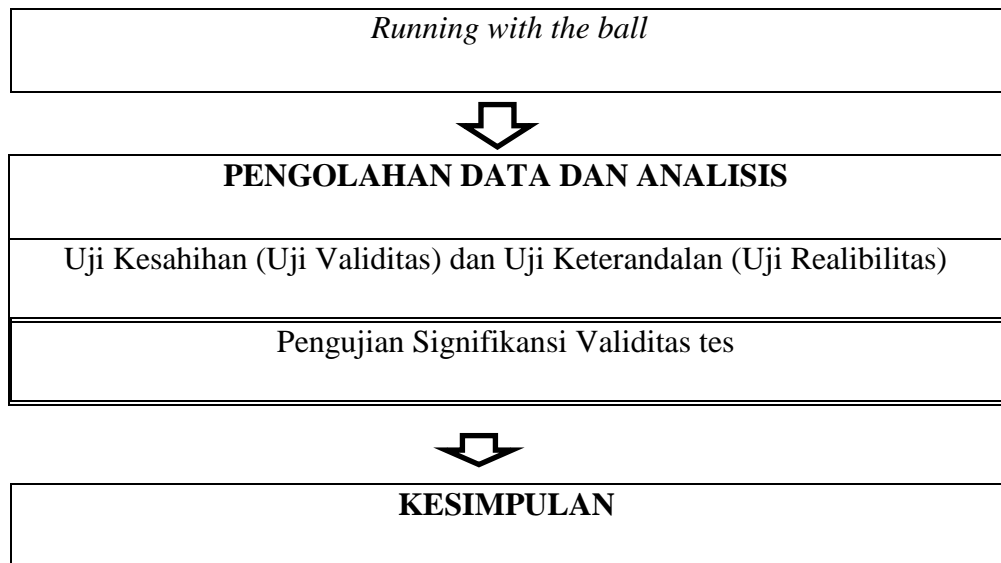 Running with the ball
PENGOLAHAN DATA DAN ANALISIS
Uji Kesahihan (Uji Validitas) dan Uji Keterandalan (Uji Realibilitas)
Pengujian Signifikansi Validitas tes
KESIMPULAN